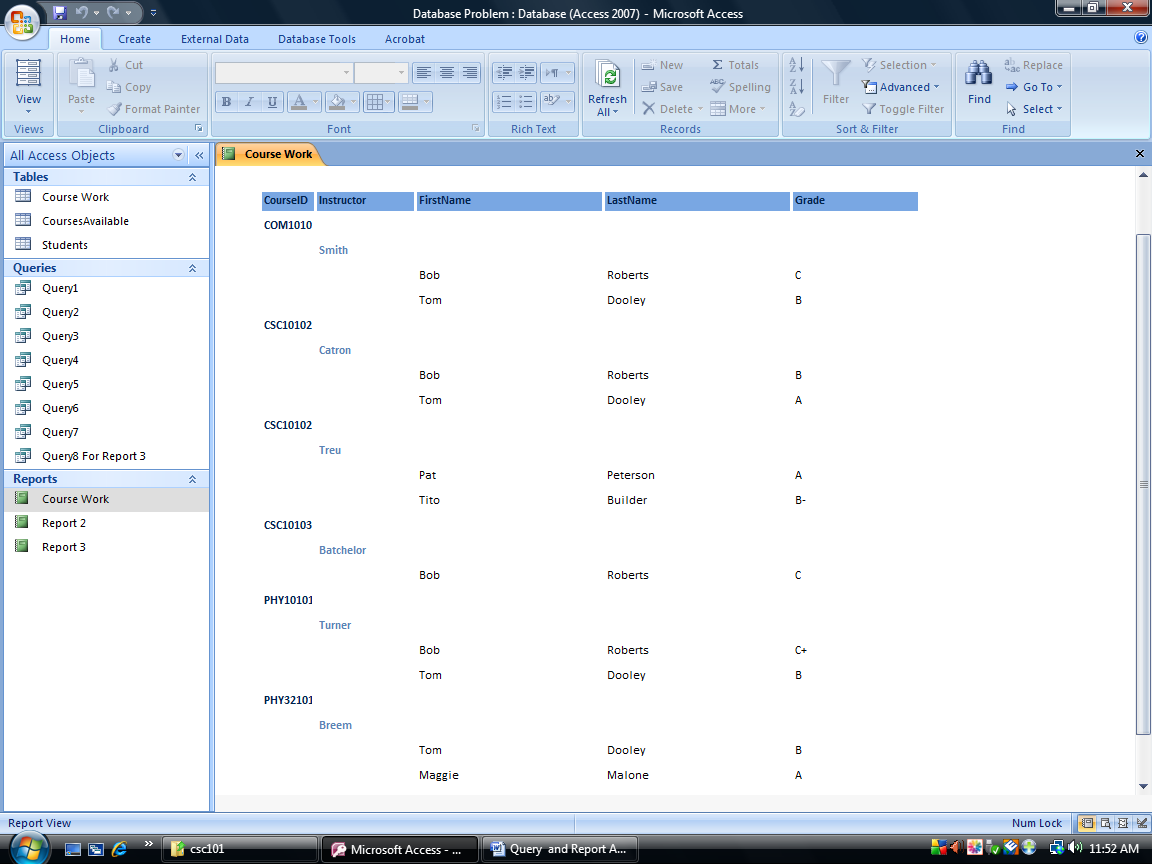 Database Problem : Database (Access 2007) - Microsoft Access
Home Create External Data Database Tools Acrobat
View
Views
Paste
Cut
Copy
Format Painter
Clipboard
B I U A
Font
Rich Text
Refresh All
New
Save
Delete
Σ Totals
Spelling
More
Records
Filter
Selection
Advanced
Toggle Filter
Sort & Filter
Find
Replace
Go To
Select
Find
All Access Objects
Tables
Course Work
CoursesAvailable
Students
Queries
Query1
Query2
Query3
Query4
Query5
Query6
Query7
Query8 For Report 3
Reports
Course Work
Report 2
Report 3
Course Work
CourseID Instructor FirstName LastName Grade
COM1010
Smith
Bob Roberts C
Tom Dooley B
CSC10102
Catron
Bob Roberts B
Tom Dooley A
CSC10102
Treu
Pat Peterson A
Tito Builder B-
CSC10103
Batchelor
Bob Roberts C
PHY10101
Turner
Bob Roberts C+
Tom Dooley B
PHY32101
Breem
Tom Dooley B
Maggie Malone A
Report View Num Lock
csc101 Microsoft Access - ... Query and Report A... 11:52 AM